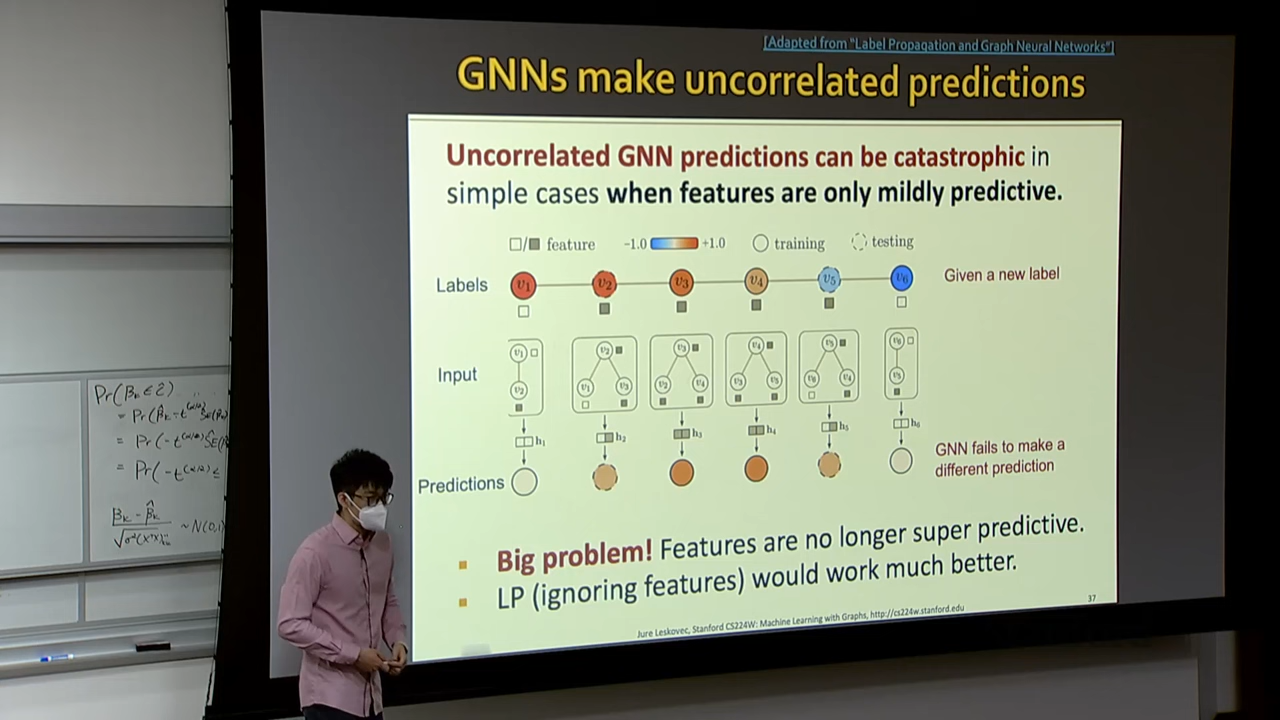 [Adapted from "Label Propagation and Graph Neural Networks"]
GNNs make uncorrelated predictions
Uncorrelated GNN predictions can be catastrophic in
simple cases when features are only mildly predictive.
□/■ feature −1.0 +1.0 training testing
Labels v₁ v₂ v₃ v₄ v₅ v₆ Given a new label
v₁ v₂ v₃ v₄ v₅ v₆
Input
v₂ v₁ v₃ v₂ v₄ v₃ v₅ v₆ v₄ v₅
h₁ h₂ h₃ h₄ h₅ h₆
GNN fails to make a
different prediction
Predictions
Big problem! Features are no longer super predictive.
LP (ignoring features) would work much better.
37
Jure Leskovec, Stanford CS224W: Machine Learning with Graphs, http://cs224w.stanford.edu
Pr(βₖ ∈ 2)
= Pr(
= Pr(−t
= Pr(−t^(α/2) ≤
βₖ − β̂ₖ
~ N(0,1